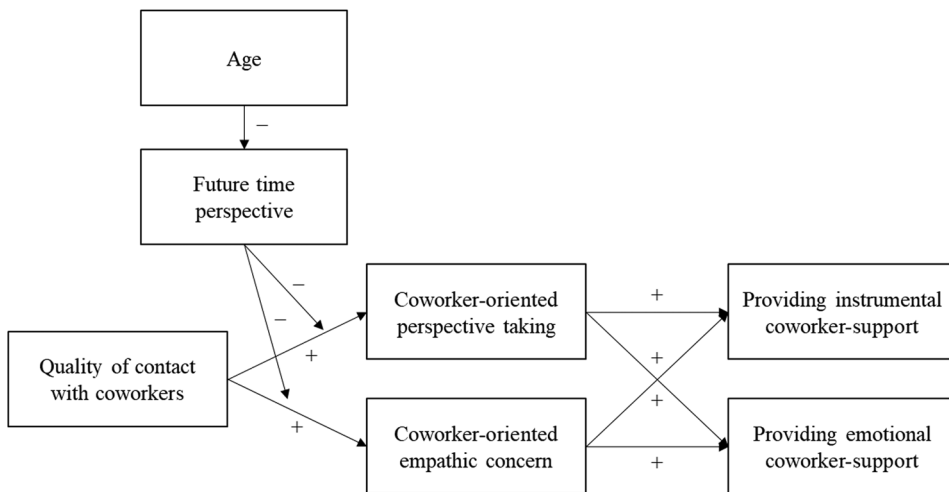 Age
−
Future time
perspective
−
−
Coworker-oriented
perspective taking
+
Providing instrumental
coworker-support
Quality of contact
with coworkers
+
+
+
+
Coworker-oriented
empathic concern
+
Providing emotional
coworker-support